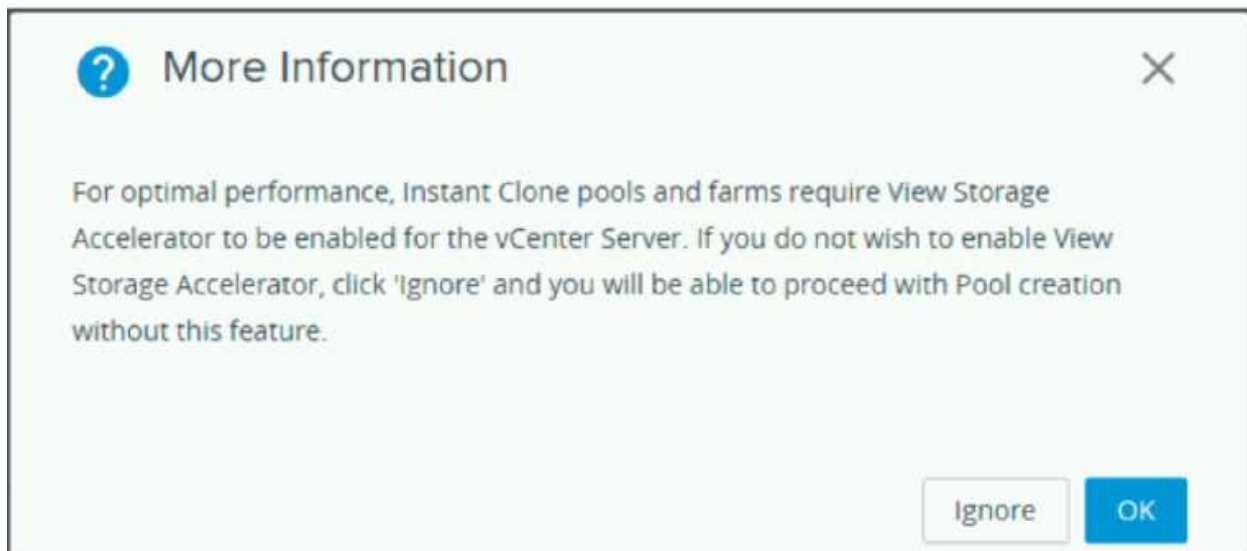 More Information
For optimal performance, Instant Clone pools and farms require View Storage
Accelerator to be enabled for the vCenter Server. If you do not wish to enable View
Storage Accelerator, click 'Ignore' and you will be able to proceed with Pool creation
without this feature.
Ignore
OK